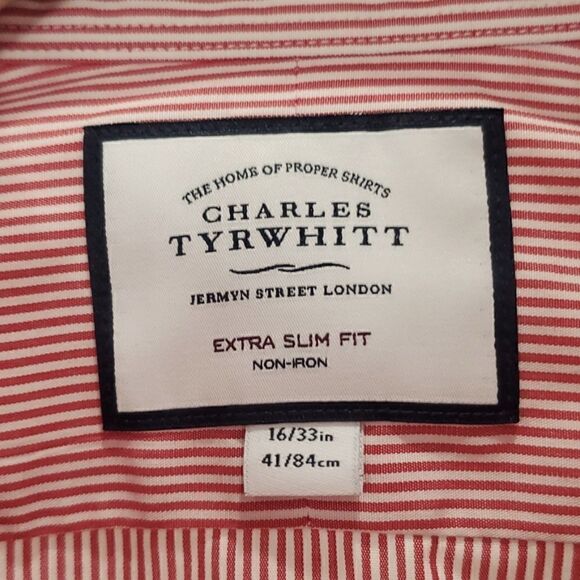 THE HOME OF PROPER SHIRTS
CHARLES
TYRWHITT
JERMYN STREET LONDON
EXTRA SLIM FIT
NON-IRON
16/33in
41/84cm